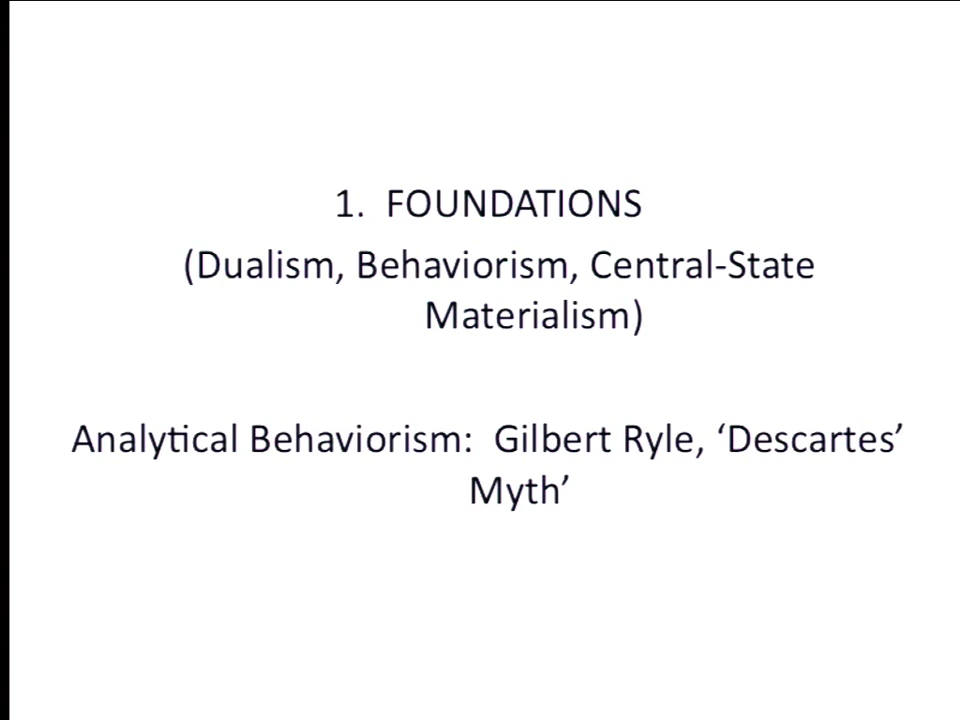 1. FOUNDATIONS
(Dualism, Behaviorism, Central-State
Materialism)
Analytical Behaviorism: Gilbert Ryle, ‘Descartes’
Myth’